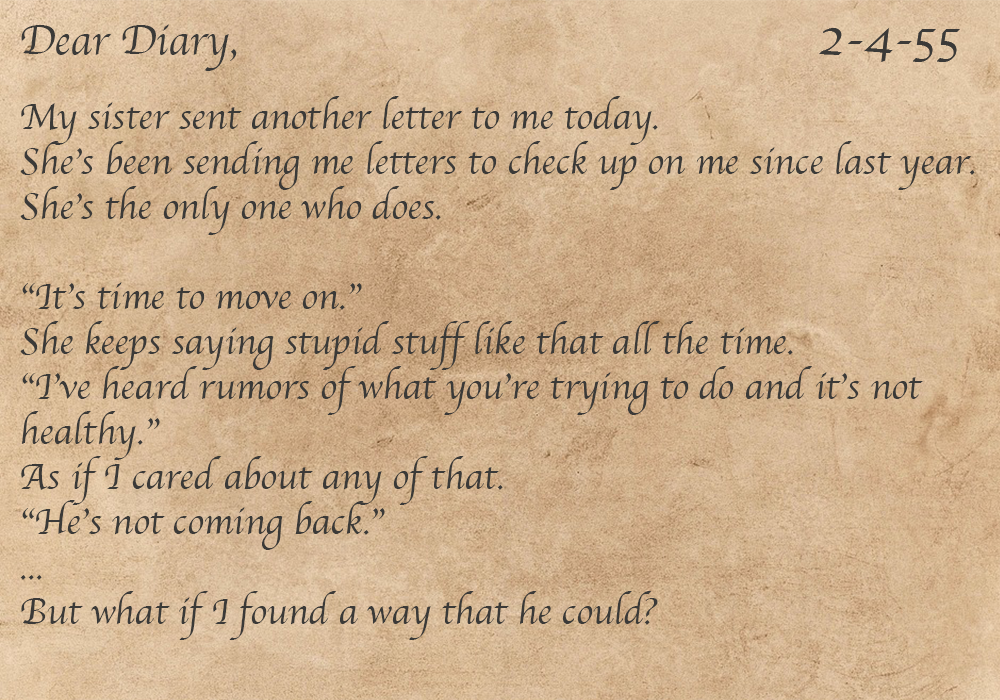 Dear Diary, 2-4-55
My sister sent another letter to me today.
She's been sending me letters to check up on me since last year.
She's the only one who does.
“It's time to move on.”
She keeps saying stupid stuff like that all the time.
“I've heard rumors of what you're trying to do and it's not
healthy.”
As if I cared about any of that.
“He's not coming back.”
...
But what if I found a way that he could?